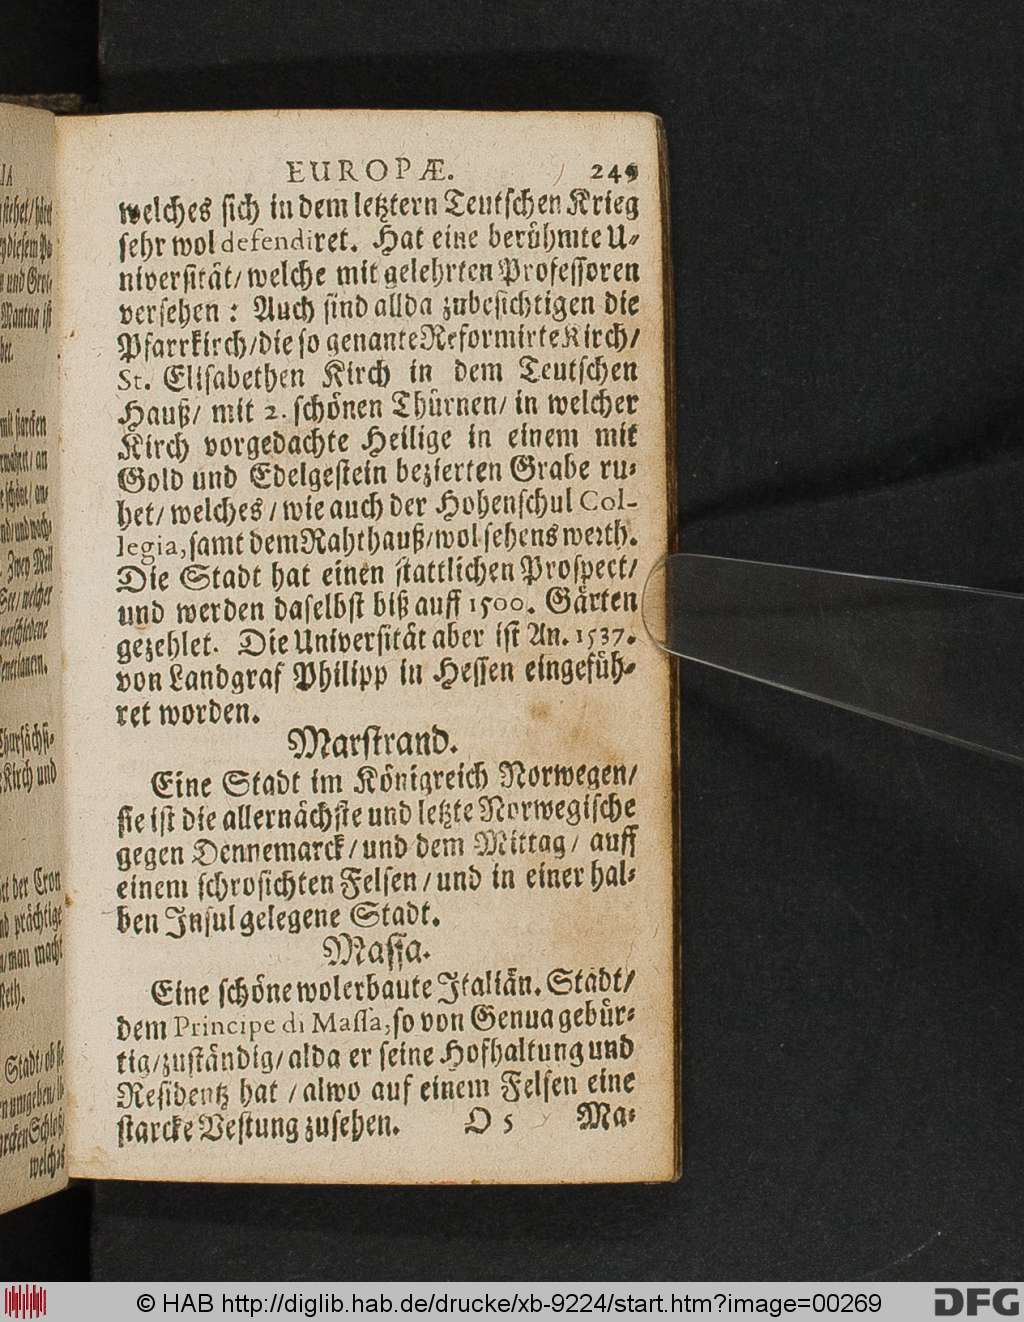 EUROPÆ. 249
welches sich in dem letztern Teutschen Krieg
sehr wol defendiret. Hat eine berühmte U⸗
niversität/ welche mit gelehrten Professoren
versehen : Auch sind allda zubesichtigen die
Pfarrkirch/ die so genante Reformirte Kirch/
St. Elisabethen Kirch in dem Teutschen
Hauß/ mit 2. schönen Thürnen/ in welcher
Kirch vorgedachte Heilige in einem mit
Gold und Edelgestein bezierten Grabe ru⸗
het/ welches / wie auch der Hohenschul Col-
legia, samt dem Rahthauß/ wol sehens werth.
Die Stadt hat einen stattlichen Prospect/
und werden daselbst biß auff 1500. Gärten
gezehlet. Die Universität aber ist An. 1537.
von Landgraf Philipp in Hessen eingefüh⸗
ret worden.
Marstrand.
Eine Stadt im Königreich Norwegen/
sie ist die allernächste und letzte Norwegische
gegen Dennemarck/ und dem Mittag/ auff
einem schrosichten Felsen / und in einer hal⸗
ben Insul gelegene Stadt.
Massa.
Eine schöne wolerbaute Italiän. Stadt/
dem Principe di Massa, so von Genua gebür⸗
tig/ zuständig/ alda er seine Hofhaltung und
Residentz hat / alwo auf einem Felsen eine
starcke Vestung zusehen. O 5 Ma⸗
© HAB http://diglib.hab.de/drucke/xb-9224/start.htm?image=00269
DFG